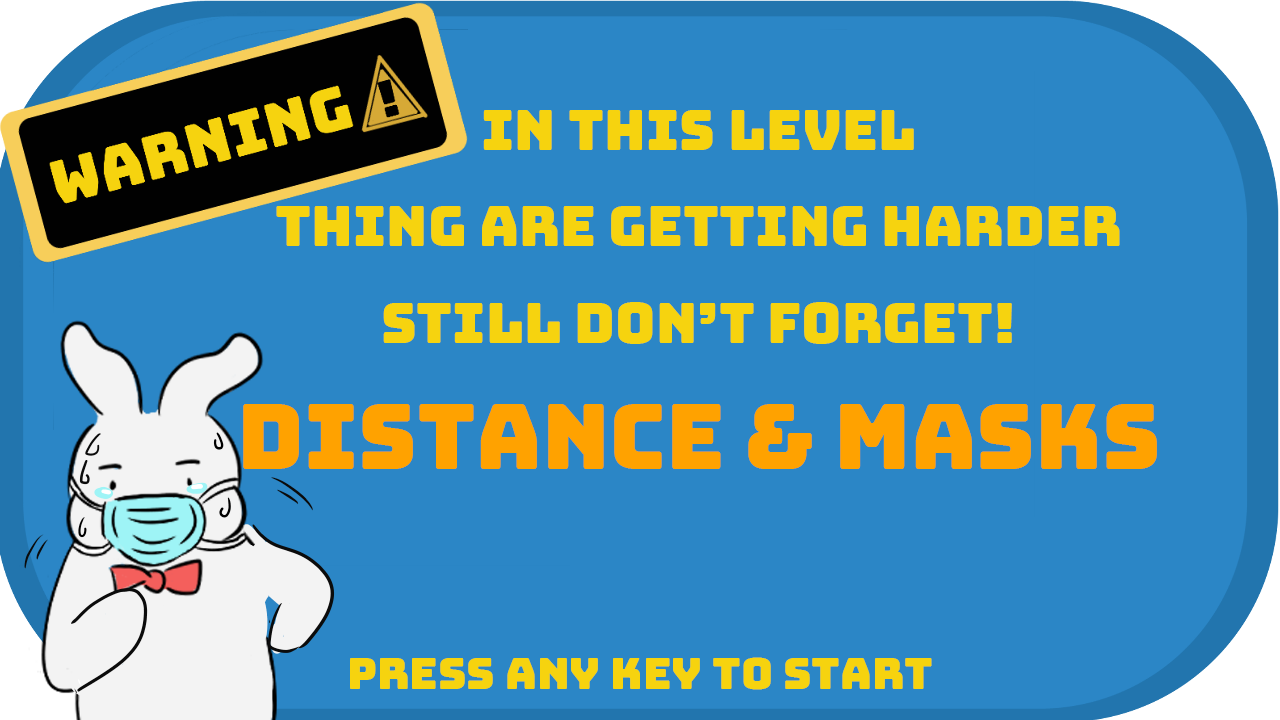 WARNING
IN THIS LEVEL
THING ARE GETTING HARDER
STILL DON'T FORGET!
DISTANCE & MASKS
PRESS ANY KEY TO START